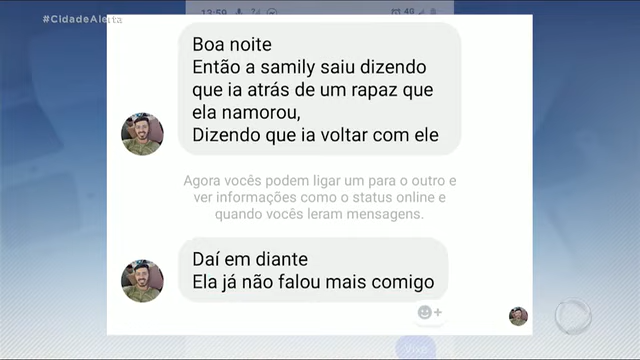 #CidadeAlerta
13:59
Boa noite
Então a samily saiu dizendo
que ia atrás de um rapaz que
ela namorou,
Dizendo que ia voltar com ele
Agora vocês podem ligar um para o outro e
ver informações como o status online e
quando vocês leram mensagens.
Daí em diante
Ela já não falou mais comigo